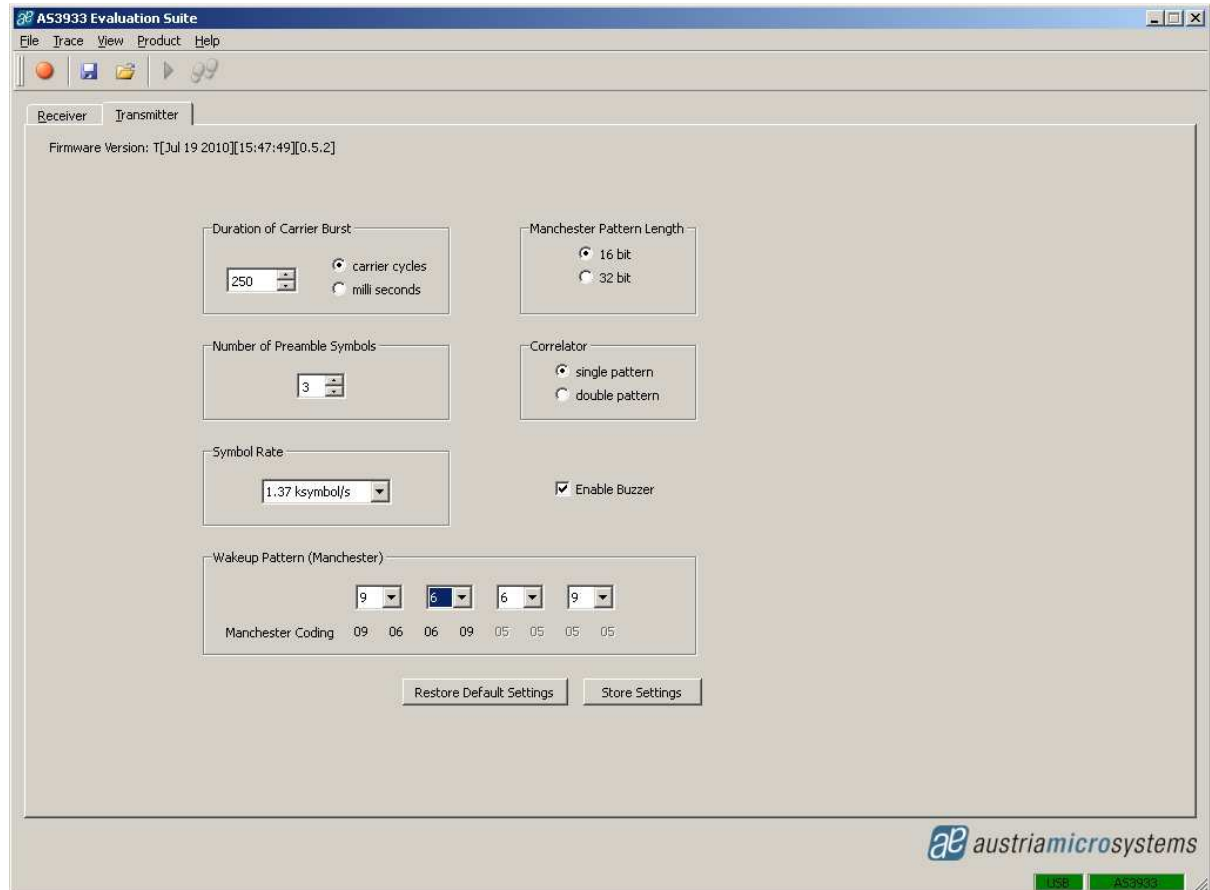 AS3933 Evaluation Suite
File Trace View Product Help
Receiver Transmitter
Firmware Version: T[Jul 19 2010][15:47:49][0.5.2]
Duration of Carrier Burst
250
carrier cycles
milli seconds
Manchester Pattern Length
16 bit
32 bit
Number of Preamble Symbols
3
Correlator
single pattern
double pattern
Symbol Rate
1.37 ksymbol/s
Enable Buzzer
Wakeup Pattern (Manchester)
9 6 6 9
Manchester Coding 09 06 06 09 05 05 05 05
Restore Default Settings Store Settings
ae austriamicrosystems
USB AS3933